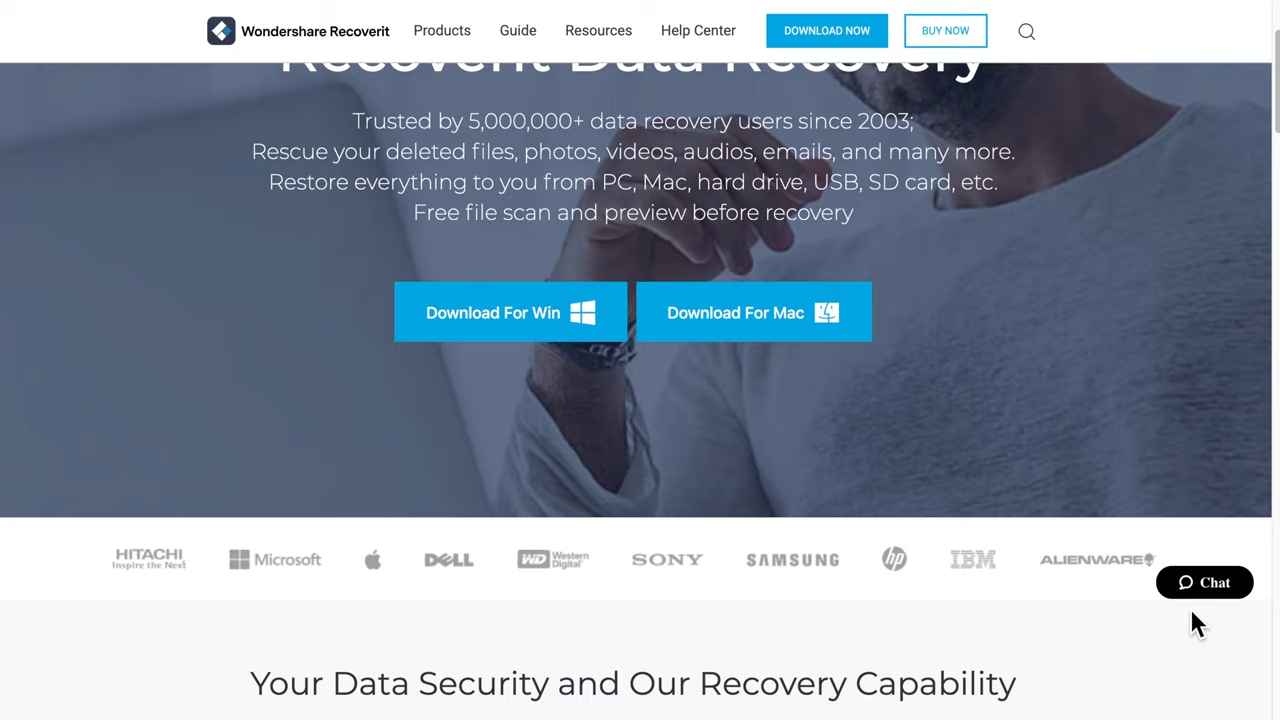 Wondershare Recoverit
Products
Guide
Resources
Help Center
DOWNLOAD NOW
BUY NOW
Recoverit Data Recovery
Trusted by 5,000,000+ data recovery users since 2003;
Rescue your deleted files, photos, videos, audios, emails, and many more.
Restore everything to you from PC, Mac, hard drive, USB, SD card, etc.
Free file scan and preview before recovery
Download For Win
Download For Mac
HITACHI
Inspire the Next
Microsoft
DELL
WD Western Digital
SONY
SAMSUNG
hp
IBM
ALIENWARE
Chat
Your Data Security and Our Recovery Capability